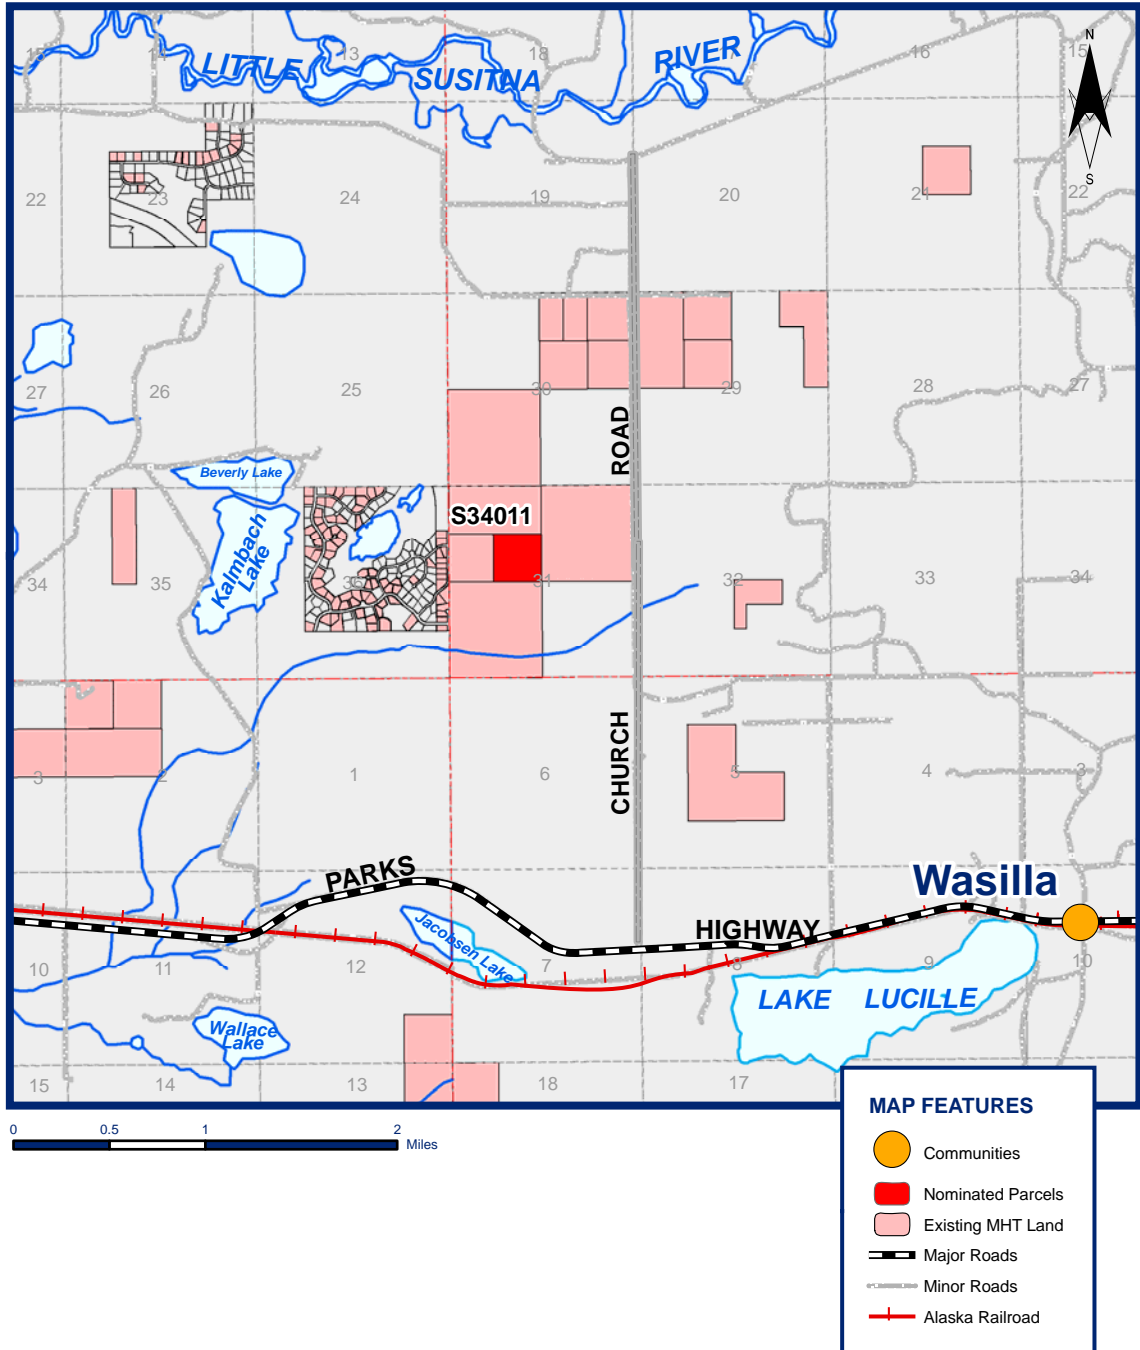 15
14
13
18
16
15
LITTLE
SUSITNA
RIVER
N
S
22
23
24
19
20
21
22
27
26
25
30
29
28
27
ROAD
Beverly Lake
Kalmbach
Lake
S34011
34
35
36
31
32
33
34
3
2
1
6
5
4
3
CHURCH
PARKS
HIGHWAY
Wasilla
Jacobsen Lake
10
11
12
7
8
9
10
LAKE LUCILLE
Wallace
Lake
15
14
13
18
17
0 0.5 1 2
Miles
MAP FEATURES
Communities
Nominated Parcels
Existing MHT Land
Major Roads
Minor Roads
Alaska Railroad